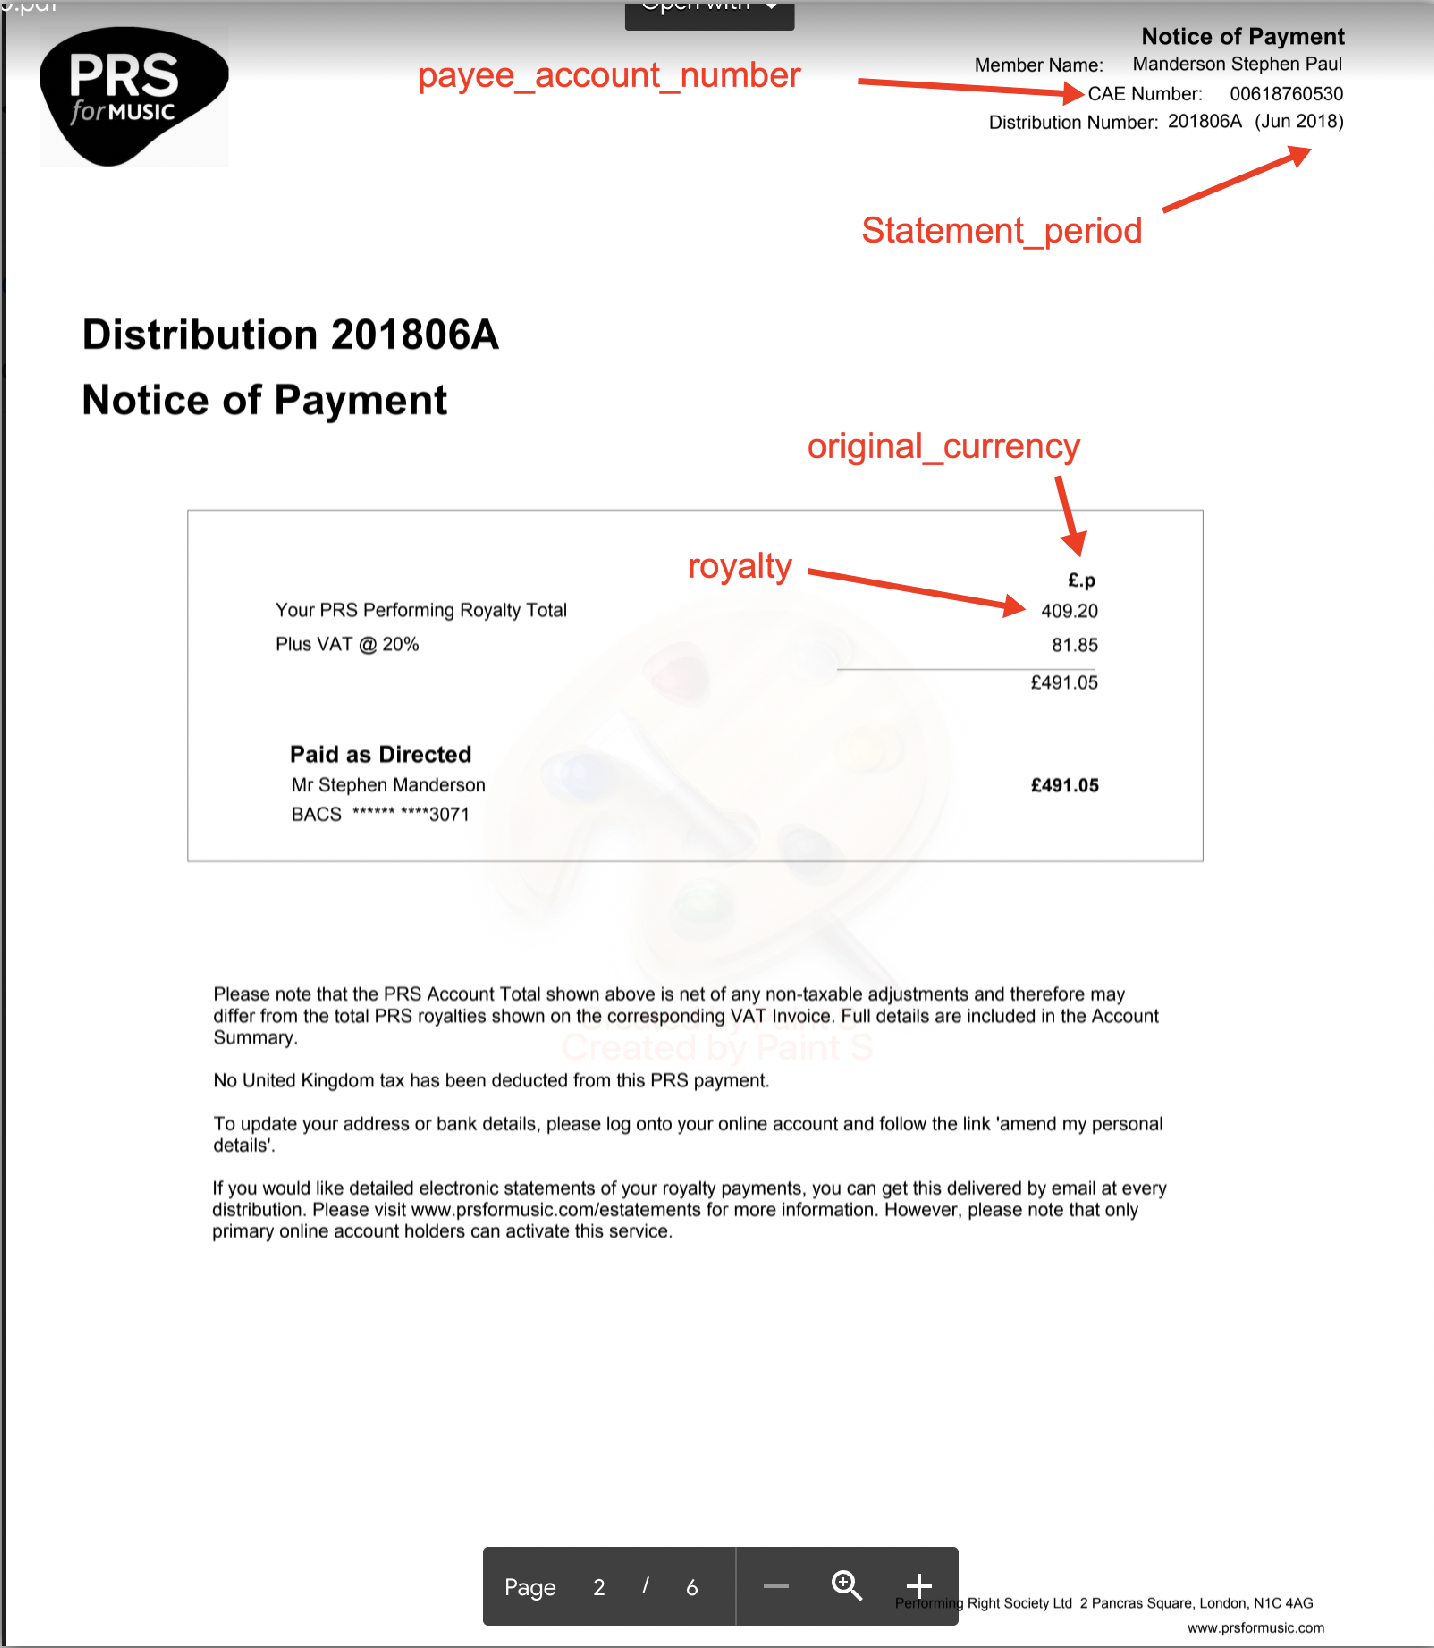 Open with
PRS
for MUSIC
Notice of Payment
Member Name: Manderson Stephen Paul
payee_account_number
CAE Number: 00618760530
Distribution Number: 201806A (Jun 2018)
Statement_period
Distribution 201806A
Notice of Payment
original_currency
royalty
£.p
Your PRS Performing Royalty Total 409.20
Plus VAT @ 20% 81.85
£491.05
Paid as Directed
Mr Stephen Manderson £491.05
BACS ****** ****3071
Please note that the PRS Account Total shown above is net of any non-taxable adjustments and therefore may
differ from the total PRS royalties shown on the corresponding VAT Invoice. Full details are included in the Account
Summary.
Created by Paint S
No United Kingdom tax has been deducted from this PRS payment.
To update your address or bank details, please log onto your online account and follow the link 'amend my personal
details'.
If you would like detailed electronic statements of your royalty payments, you can get this delivered by email at every
distribution. Please visit www.prsformusic.com/estatements for more information. However, please note that only
primary online account holders can activate this service.
Page 2 / 6
Performing Right Society Ltd 2 Pancras Square, London, N1C 4AG
www.prsformusic.com